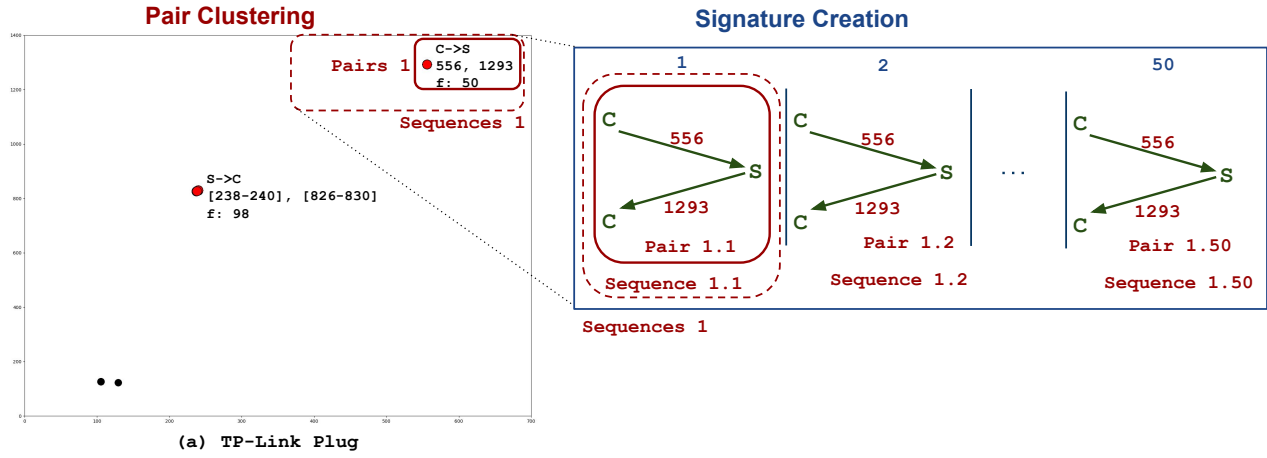 Pair Clustering
1400
1200
1000
800
600
400
200
0
0
100
200
300
400
500
600
700
Pairs 1
C->S
556, 1293
f: 50
Sequences 1
S->C
[238-240], [826-830]
f: 98
(a) TP-Link Plug
Signature Creation
1
2
50
C
556
S
1293
C
Pair 1.1
Sequence 1.1
C
556
S
1293
C
Pair 1.2
Sequence 1.2
...
C
556
S
1293
C
Pair 1.50
Sequence 1.50
Sequences 1